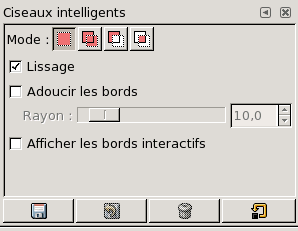 Ciseaux intelligents
Mode :
Lissage
Adoucir les bords
Rayon :
10,0
Afficher les bords interactifs